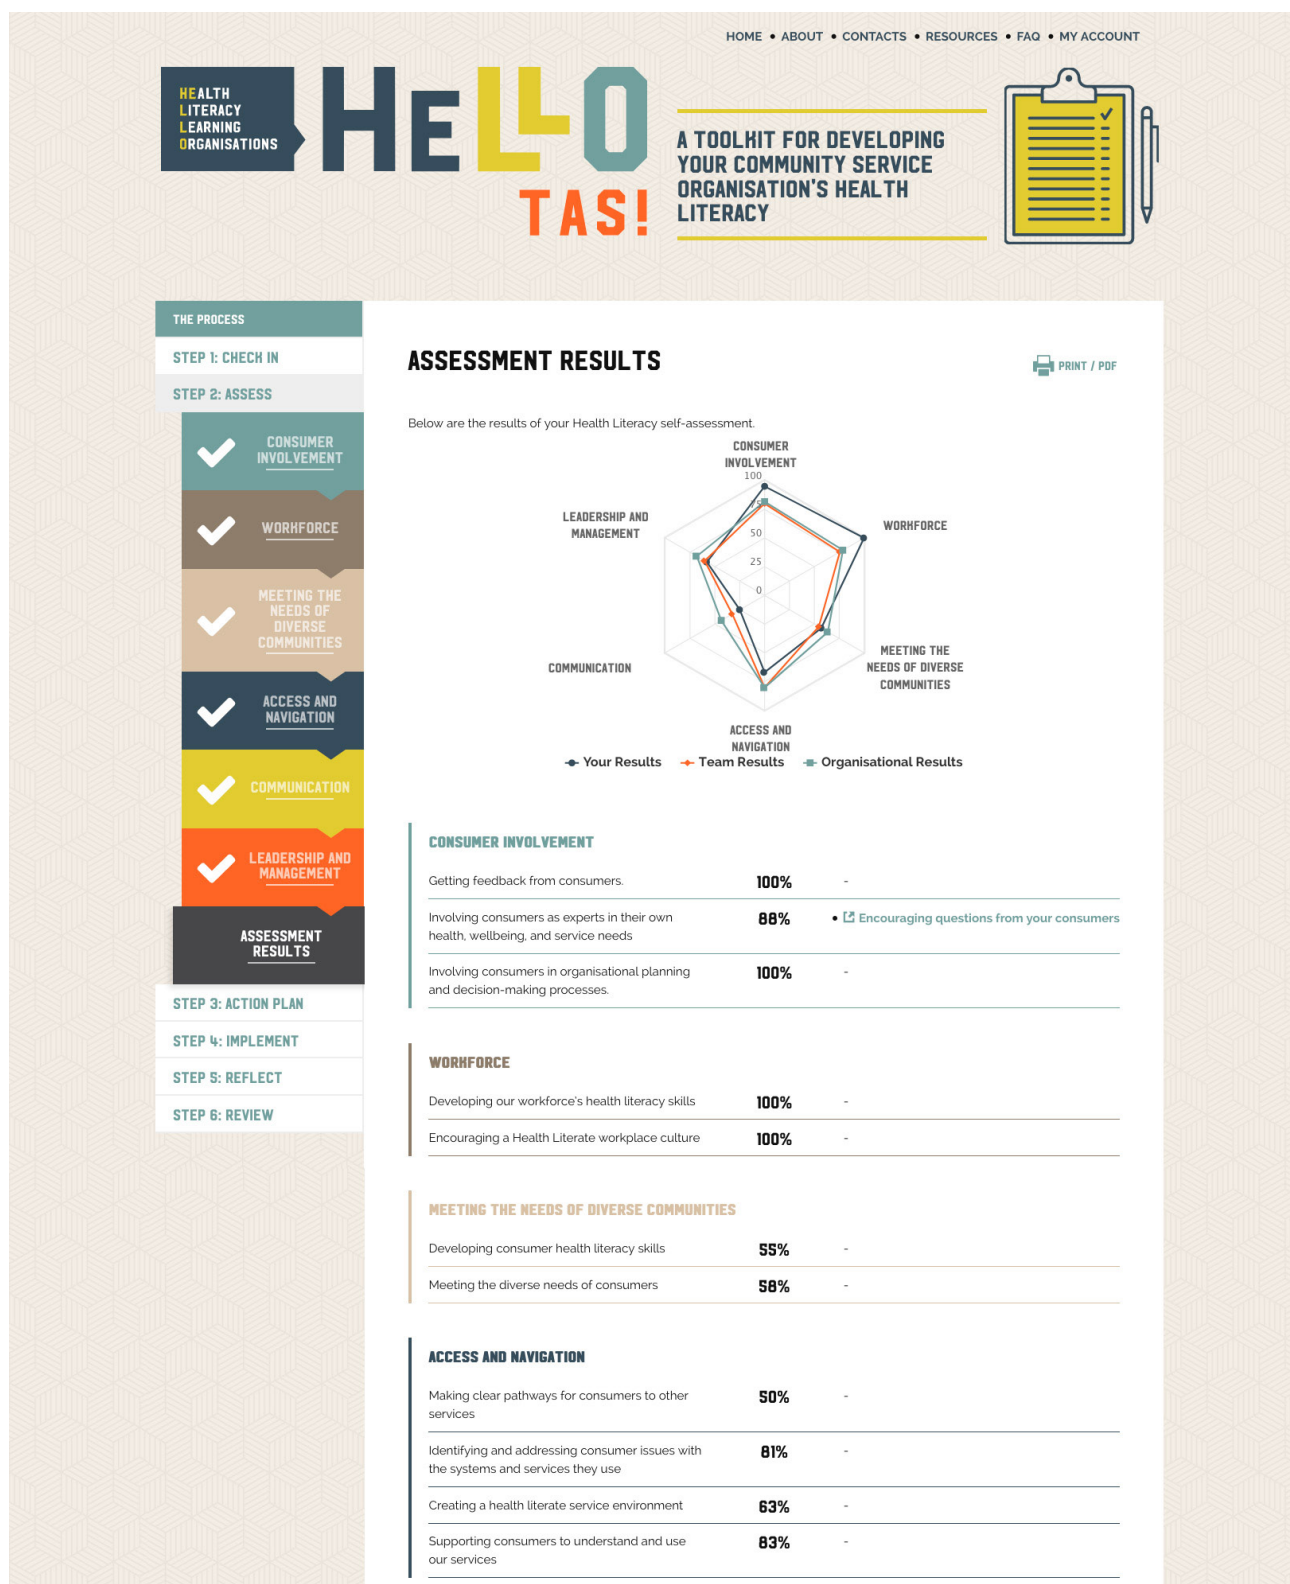 HOME • ABOUT • CONTACTS • RESOURCES • FAQ • MY ACCOUNT
HEALTH
LITERACY
LEARNING
ORGANISATIONS
HELLO
TAS!
A TOOLKIT FOR DEVELOPING
YOUR COMMUNITY SERVICE
ORGANISATION'S HEALTH
LITERACY
THE PROCESS
STEP 1: CHECK IN
STEP 2: ASSESS
CONSUMER
INVOLVEMENT
WORKFORCE
MEETING THE
NEEDS OF
DIVERSE
COMMUNITIES
ACCESS AND
NAVIGATION
COMMUNICATION
LEADERSHIP AND
MANAGEMENT
ASSESSMENT
RESULTS
STEP 3: ACTION PLAN
STEP 4: IMPLEMENT
STEP 5: REFLECT
STEP 6: REVIEW
ASSESSMENT RESULTS
PRINT / PDF
Below are the results of your Health Literacy self-assessment.
CONSUMER
INVOLVEMENT
WORKFORCE
MEETING THE
NEEDS OF DIVERSE
COMMUNITIES
ACCESS AND
NAVIGATION
COMMUNICATION
LEADERSHIP AND
MANAGEMENT
100
75
50
25
0
Your Results Team Results Organisational Results
CONSUMER INVOLVEMENT
Getting feedback from consumers. 100% -
Involving consumers as experts in their own
health, wellbeing, and service needs
88% • Encouraging questions from your consumers
Involving consumers in organisational planning
and decision-making processes.
100% -
WORKFORCE
Developing our workforce's health literacy skills 100% -
Encouraging a Health Literate workplace culture 100% -
MEETING THE NEEDS OF DIVERSE COMMUNITIES
Developing consumer health literacy skills 55% -
Meeting the diverse needs of consumers 58% -
ACCESS AND NAVIGATION
Making clear pathways for consumers to other
services
50% -
Identifying and addressing consumer issues with
the systems and services they use
81% -
Creating a health literate service environment 63% -
Supporting consumers to understand and use
our services
83% -